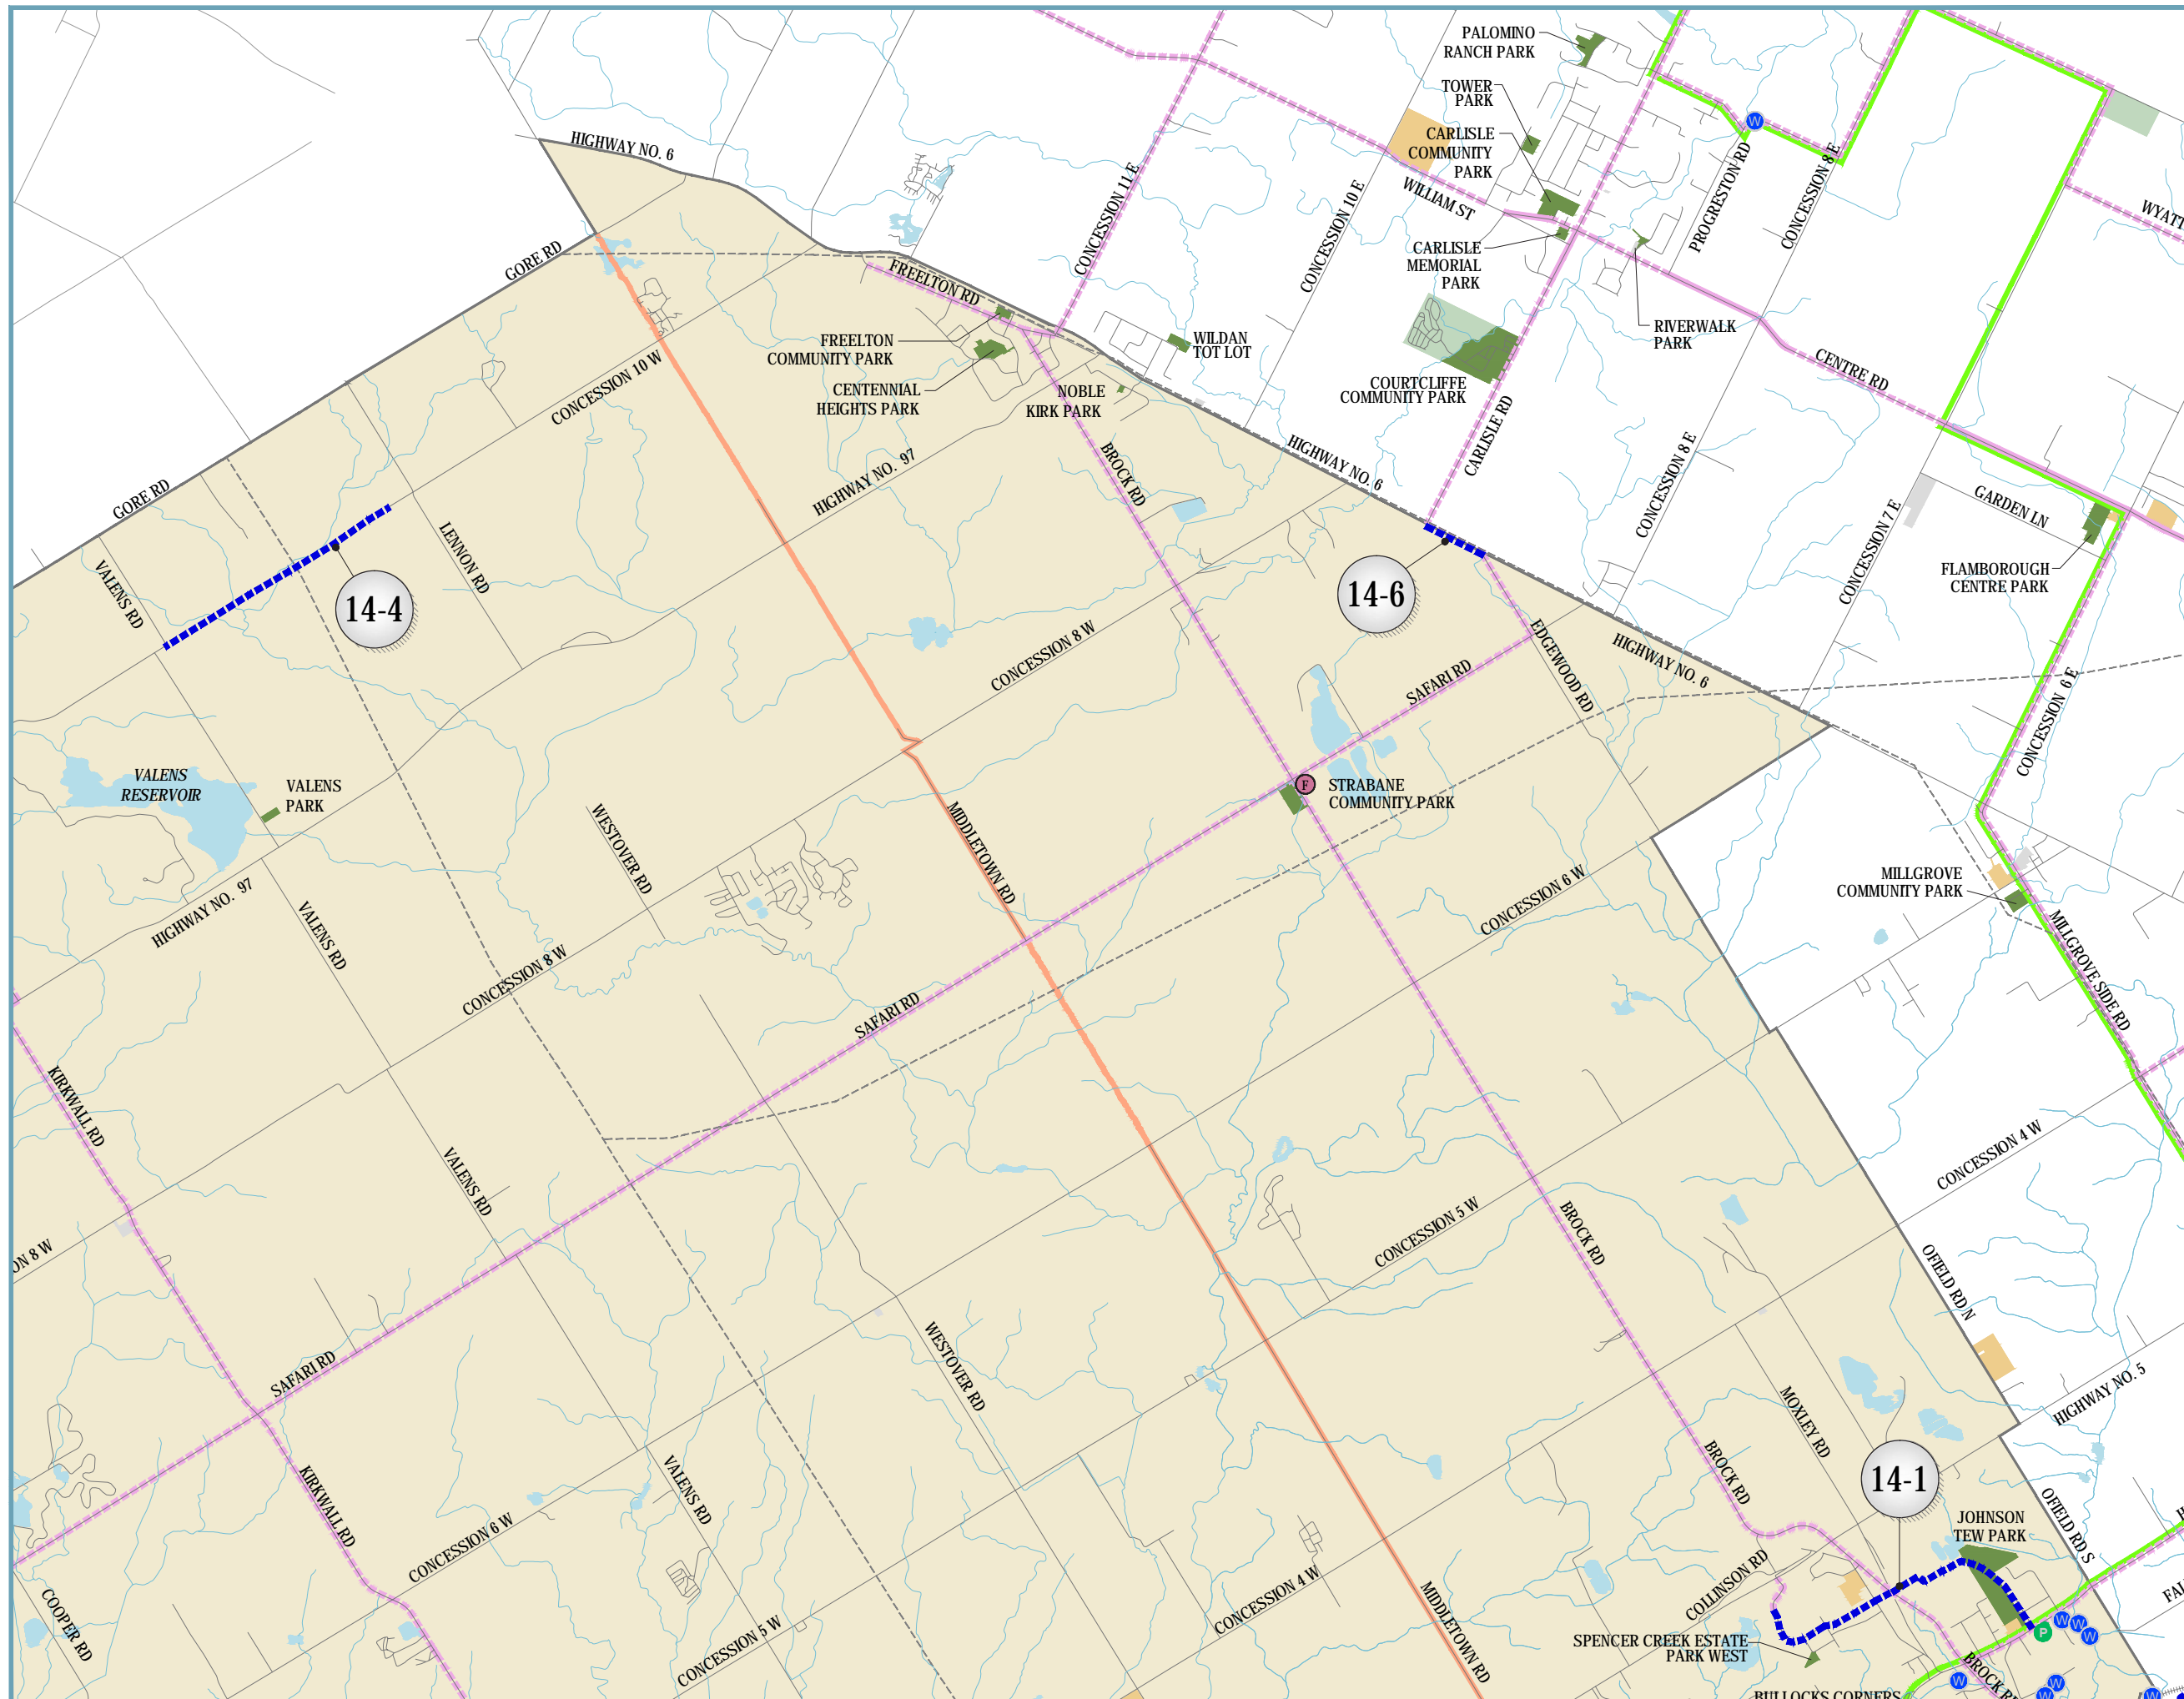 PALOMINO
RANCH PARK
TOWER
PARK
CARLISLE
COMMUNITY
PARK
HIGHWAY NO. 6
WILLIAM ST
PROGRESTON RD
CONCESSION 8 E
WYATT
CONCESSION 11 E
CONCESSION 10 E
CARLISLE
MEMORIAL
PARK
GORE RD
FREELTON RD
RIVERWALK
PARK
FREELTON
COMMUNITY PARK
WILDAN
TOT LOT
CENTRE RD
CONCESSION 10 W
CENTENNIAL
HEIGHTS PARK
NOBLE
KIRK PARK
COURTCLIFFE
COMMUNITY PARK
CARLISLE RD
HIGHWAY NO. 6
BROCK RD
HIGHWAY NO. 97
CONCESSION 8 E
GORE RD
CONCESSION 7 E
GARDEN LN
LENNON RD
VALENS RD
14-4
14-6
FLAMBOROUGH
CENTRE PARK
CONCESSION 8 W
EDGEWOOD RD
HIGHWAY NO. 6
SAFARI RD
CONCESSION 6 E
VALENS
RESERVOIR
VALENS
PARK
F
STRABANE
COMMUNITY PARK
WESTOVER RD
MIDDLETOWN RD
MILLGROVE
COMMUNITY PARK
CONCESSION 6 W
HIGHWAY NO. 97
VALENS RD
MILLGROVE SIDE RD
CONCESSION 8 W
SAFARI RD
KIRKWALL RD
CONCESSION 4 W
VALENS RD
CONCESSION 5 W
BROCK RD
ON 8 W
OFIELD RD N
SAFARI RD
WESTOVER RD
HIGHWAY NO. 5
MOXLEY RD
BROCK RD
14-1
KIRKWALL RD
VALENS RD
OFIELD RD S
JOHNSON
TEW PARK
CONCESSION 6 W
COLLINSON RD
COOPER RD
CONCESSION 4 W
MIDDLETOWN RD
CONCESSION 5 W
SPENCER CREEK ESTATE
PARK WEST
P
W
W
W
W
W
W
W
W
BROCK R
BULLOCKS CORNERS